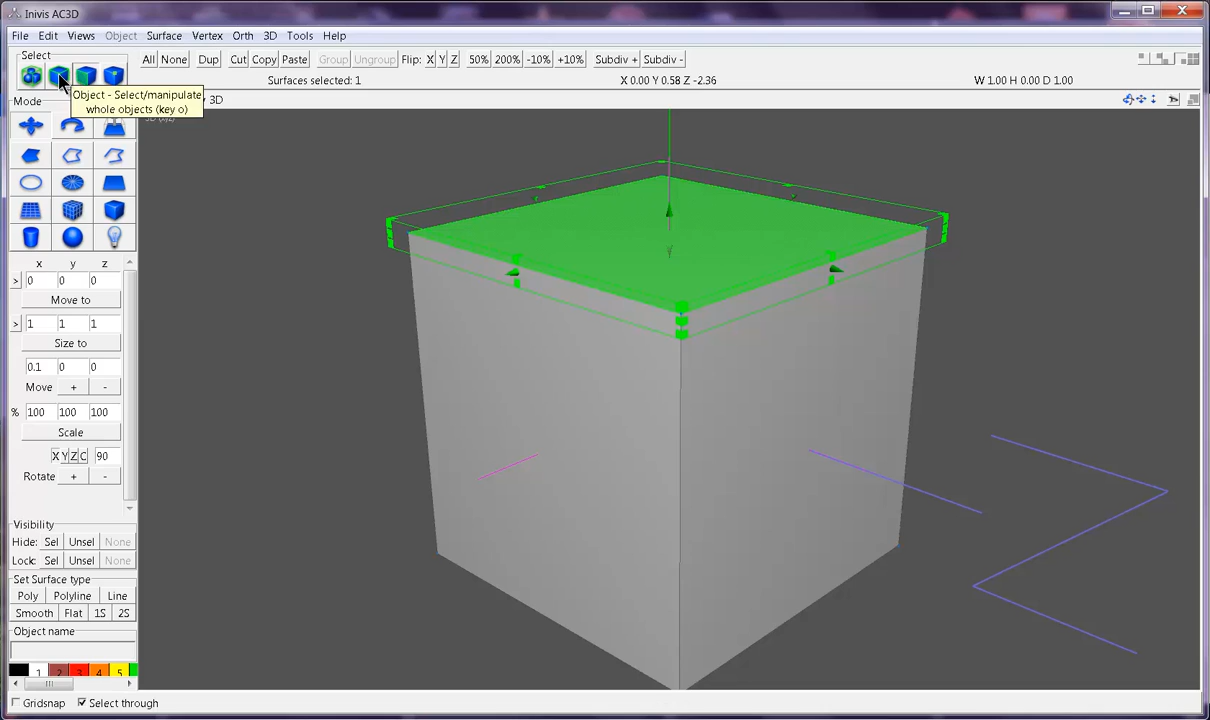 Inivis AC3D
File Edit Views Object Surface Vertex Orth 3D Tools Help
Select
All None Dup Cut Copy Paste Group Ungroup Flip: X Y Z 50% 200% -10% +10% Subdiv + Subdiv -
Surfaces selected: 1 X 0.00 Y 0.58 Z -2.36 W 1.00 H 0.00 D 1.00
Object - Select/manipulate
whole objects (key o)
Mode
3D
x y z
> 0 0 0
Move to
> 1 1 1
Size to
0.1 0 0
Move + -
% 100 100 100
Scale
X Y Z C 90
Rotate + -
Visibility
Hide: Sel Unsel None
Lock: Sel Unsel None
Set Surface type
Poly Polyline Line
Smooth Flat 1S 2S
Object name
1 2 3 4 5
Gridsnap Select through
Y